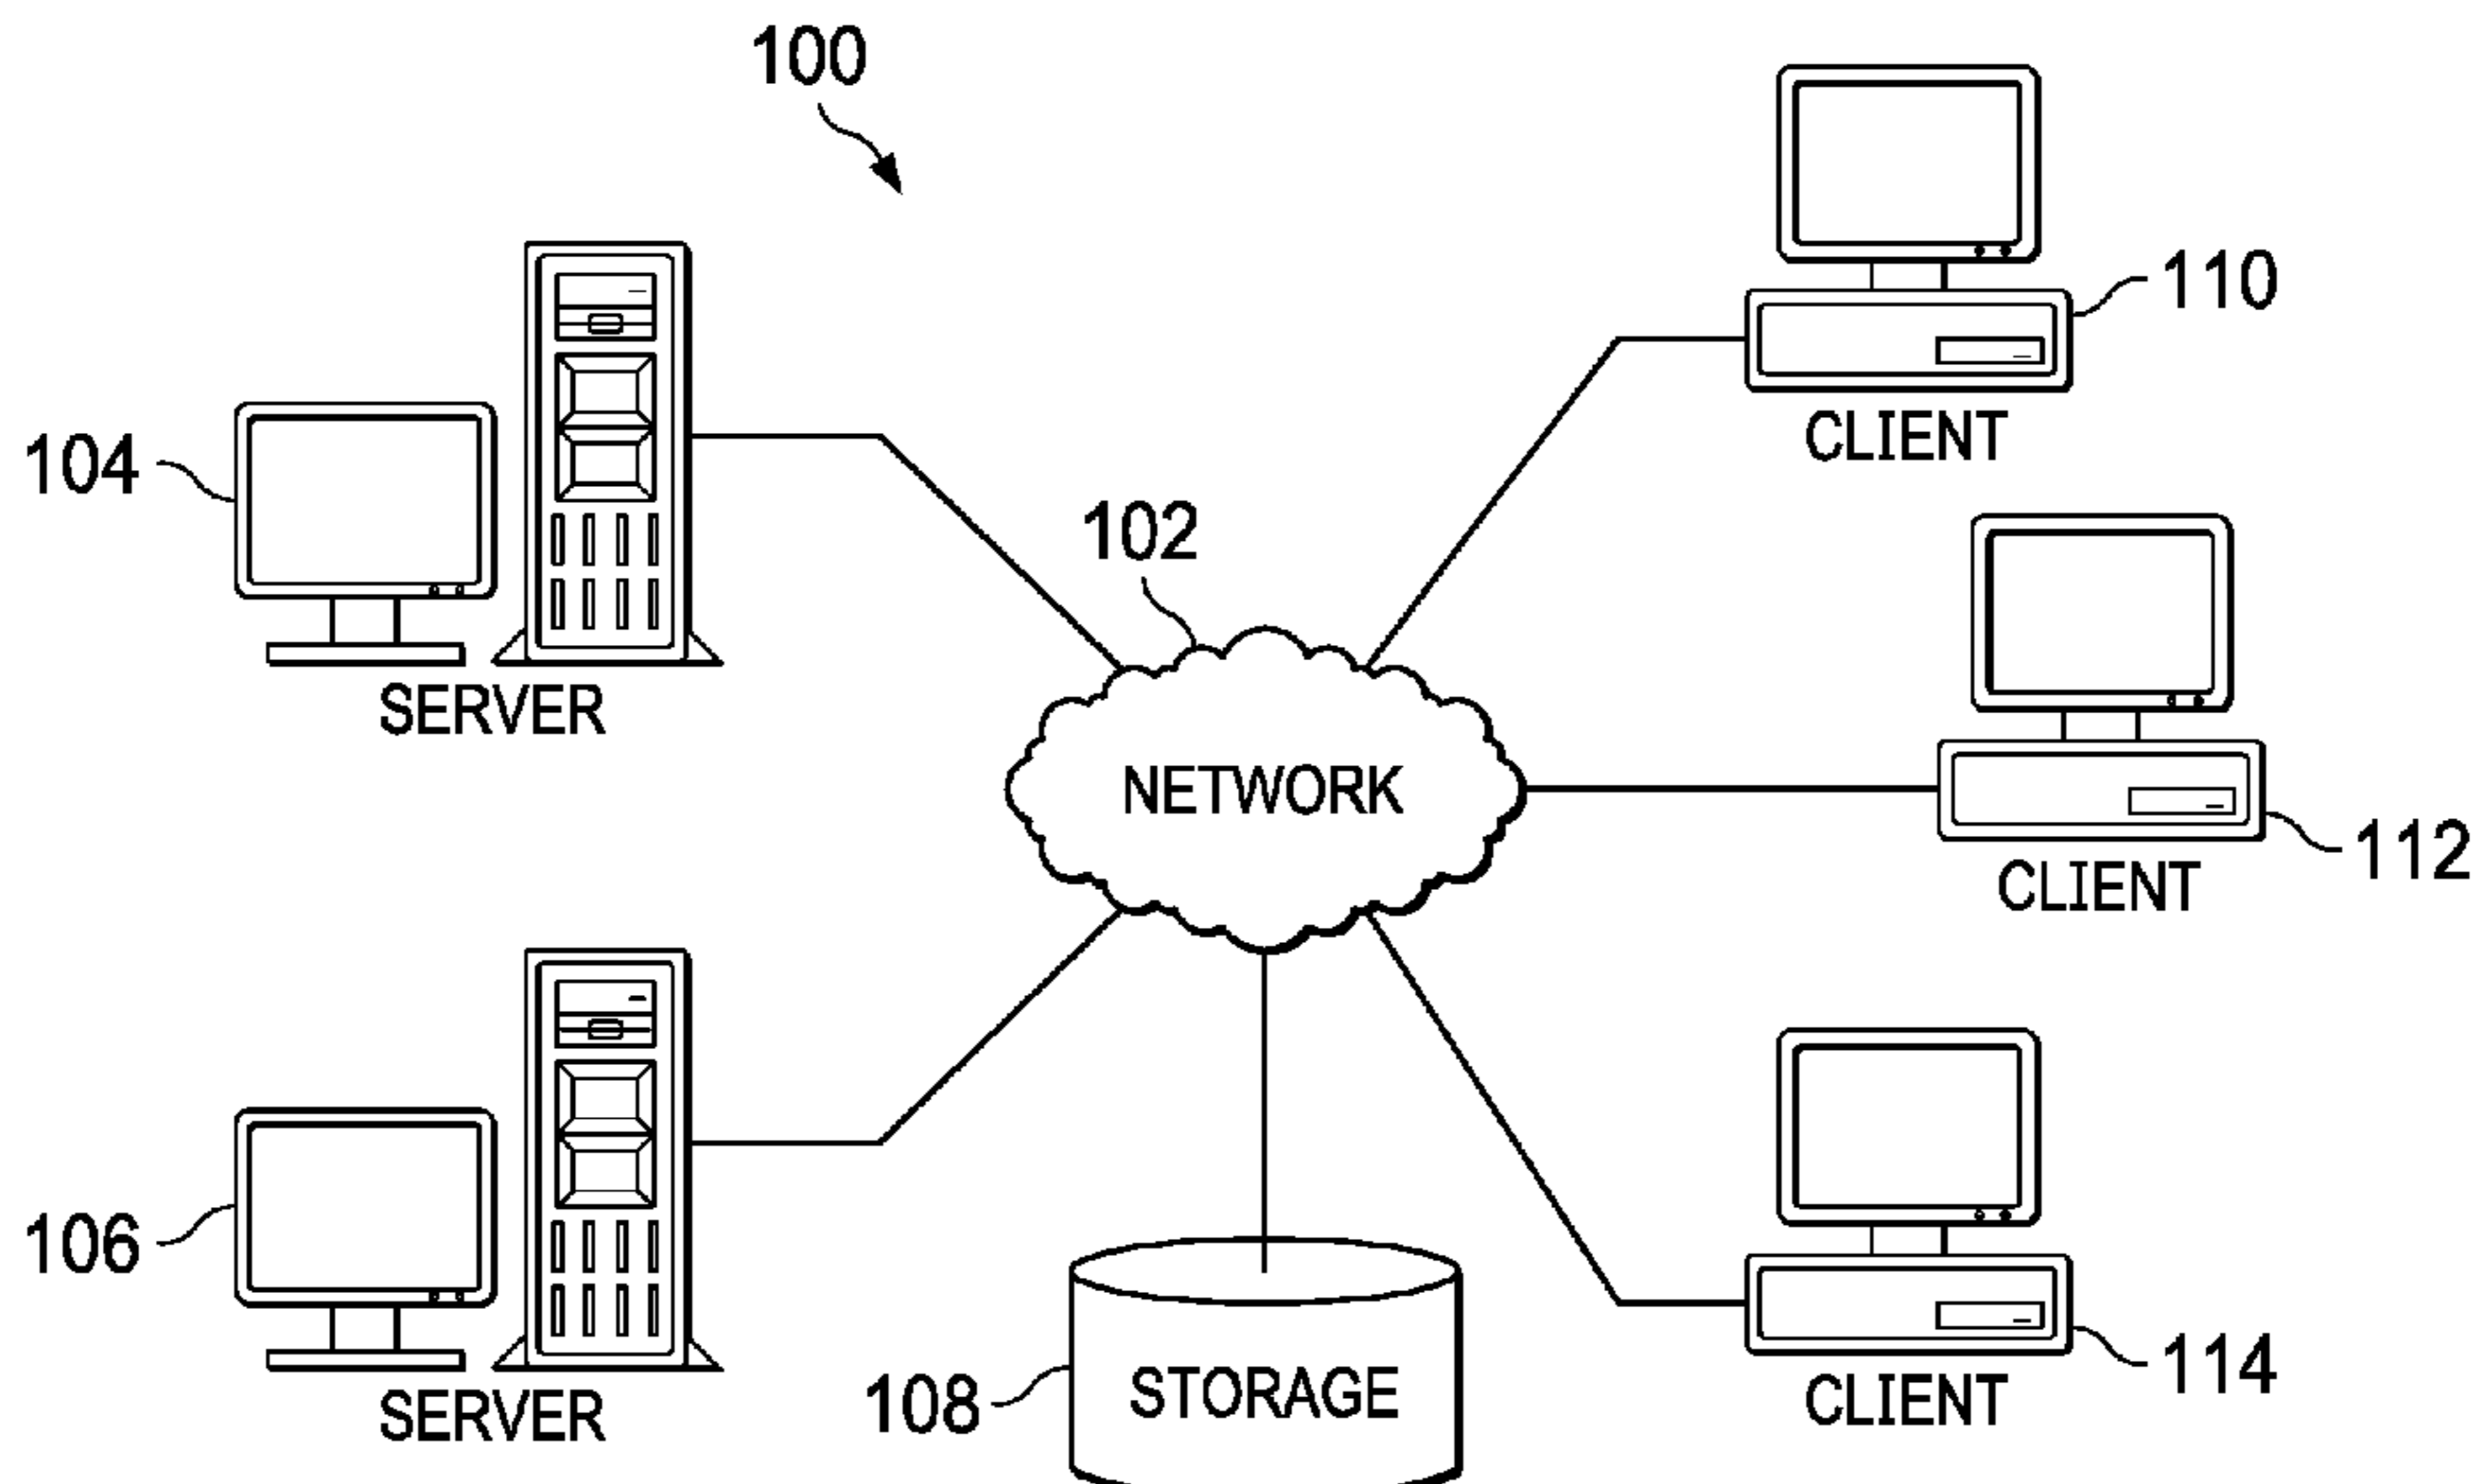 100
110
CLIENT
104
SERVER
102
NETWORK
112
CLIENT
106
SERVER
108
STORAGE
114
CLIENT